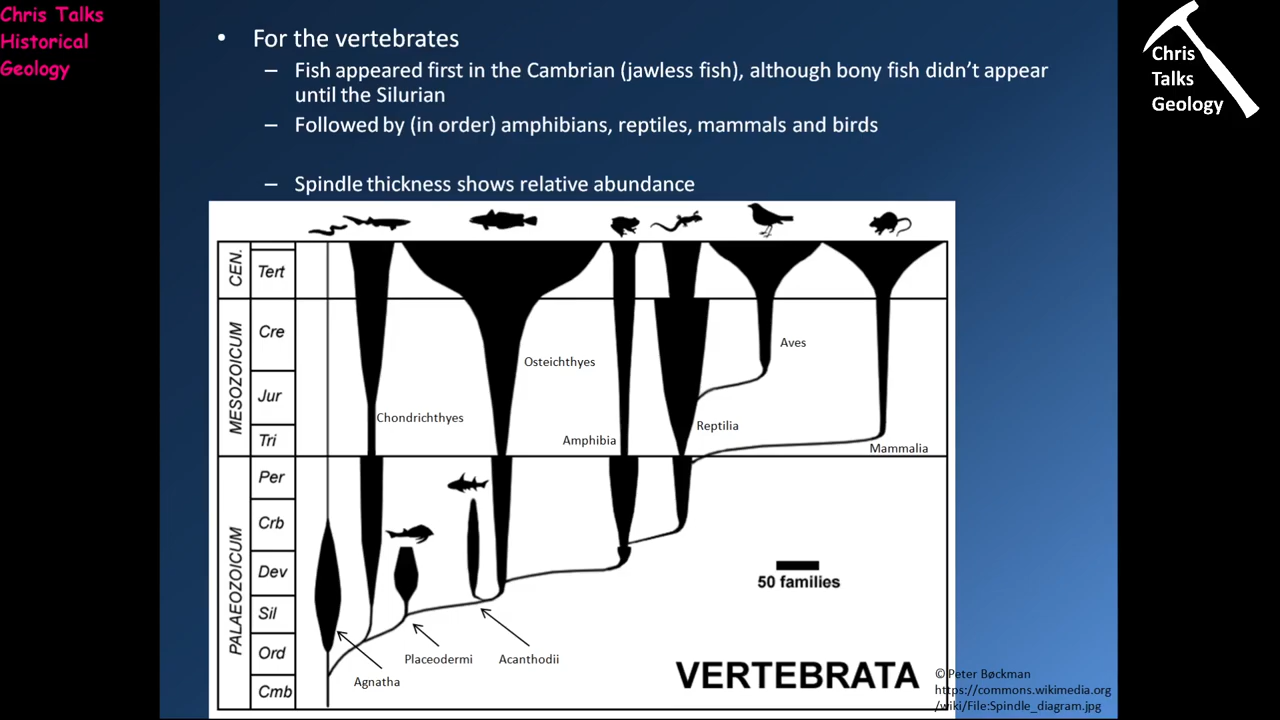 Chris Talks
Historical
Geology
Chris
Talks
Geology
• For the vertebrates
– Fish appeared first in the Cambrian (jawless fish), although bony fish didn’t appear
until the Silurian
– Followed by (in order) amphibians, reptiles, mammals and birds
– Spindle thickness shows relative abundance
CEN.
Tert
MESOZOICUM
Cre
Jur
Tri
PALAEOZOICUM
Per
Crb
Dev
Sil
Ord
Cmb
Aves
Osteichthyes
Chondrichthyes
Reptilia
Amphibia
Mammalia
50 families
Placeodermi
Acanthodii
Agnatha
VERTEBRATA
© Peter Bøckman
https://commons.wikimedia.org
/wiki/File:Spindle_diagram.jpg